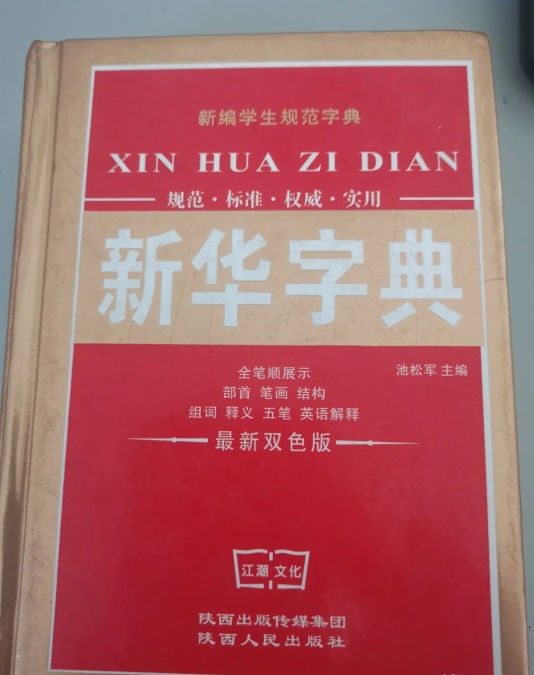 新编学生规范字典
XIN HUA ZI DIAN
规范·标准·权威·实用
新华字典
全笔顺展示
池松军 主编
部首 笔画 结构
组词 释义 五笔 英语解释
最新双色版
江潮文化
陕西出版传媒集团
陕西人民出版社